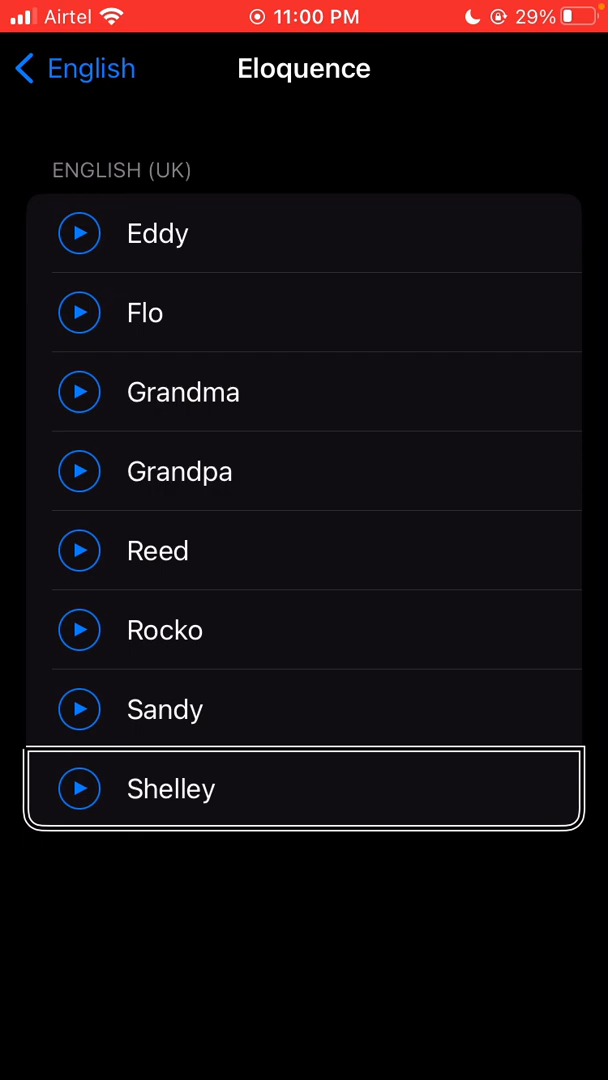 Airtel 11:00 PM 29%
English Eloquence
ENGLISH (UK)
Eddy
Flo
Grandma
Grandpa
Reed
Rocko
Sandy
Shelley